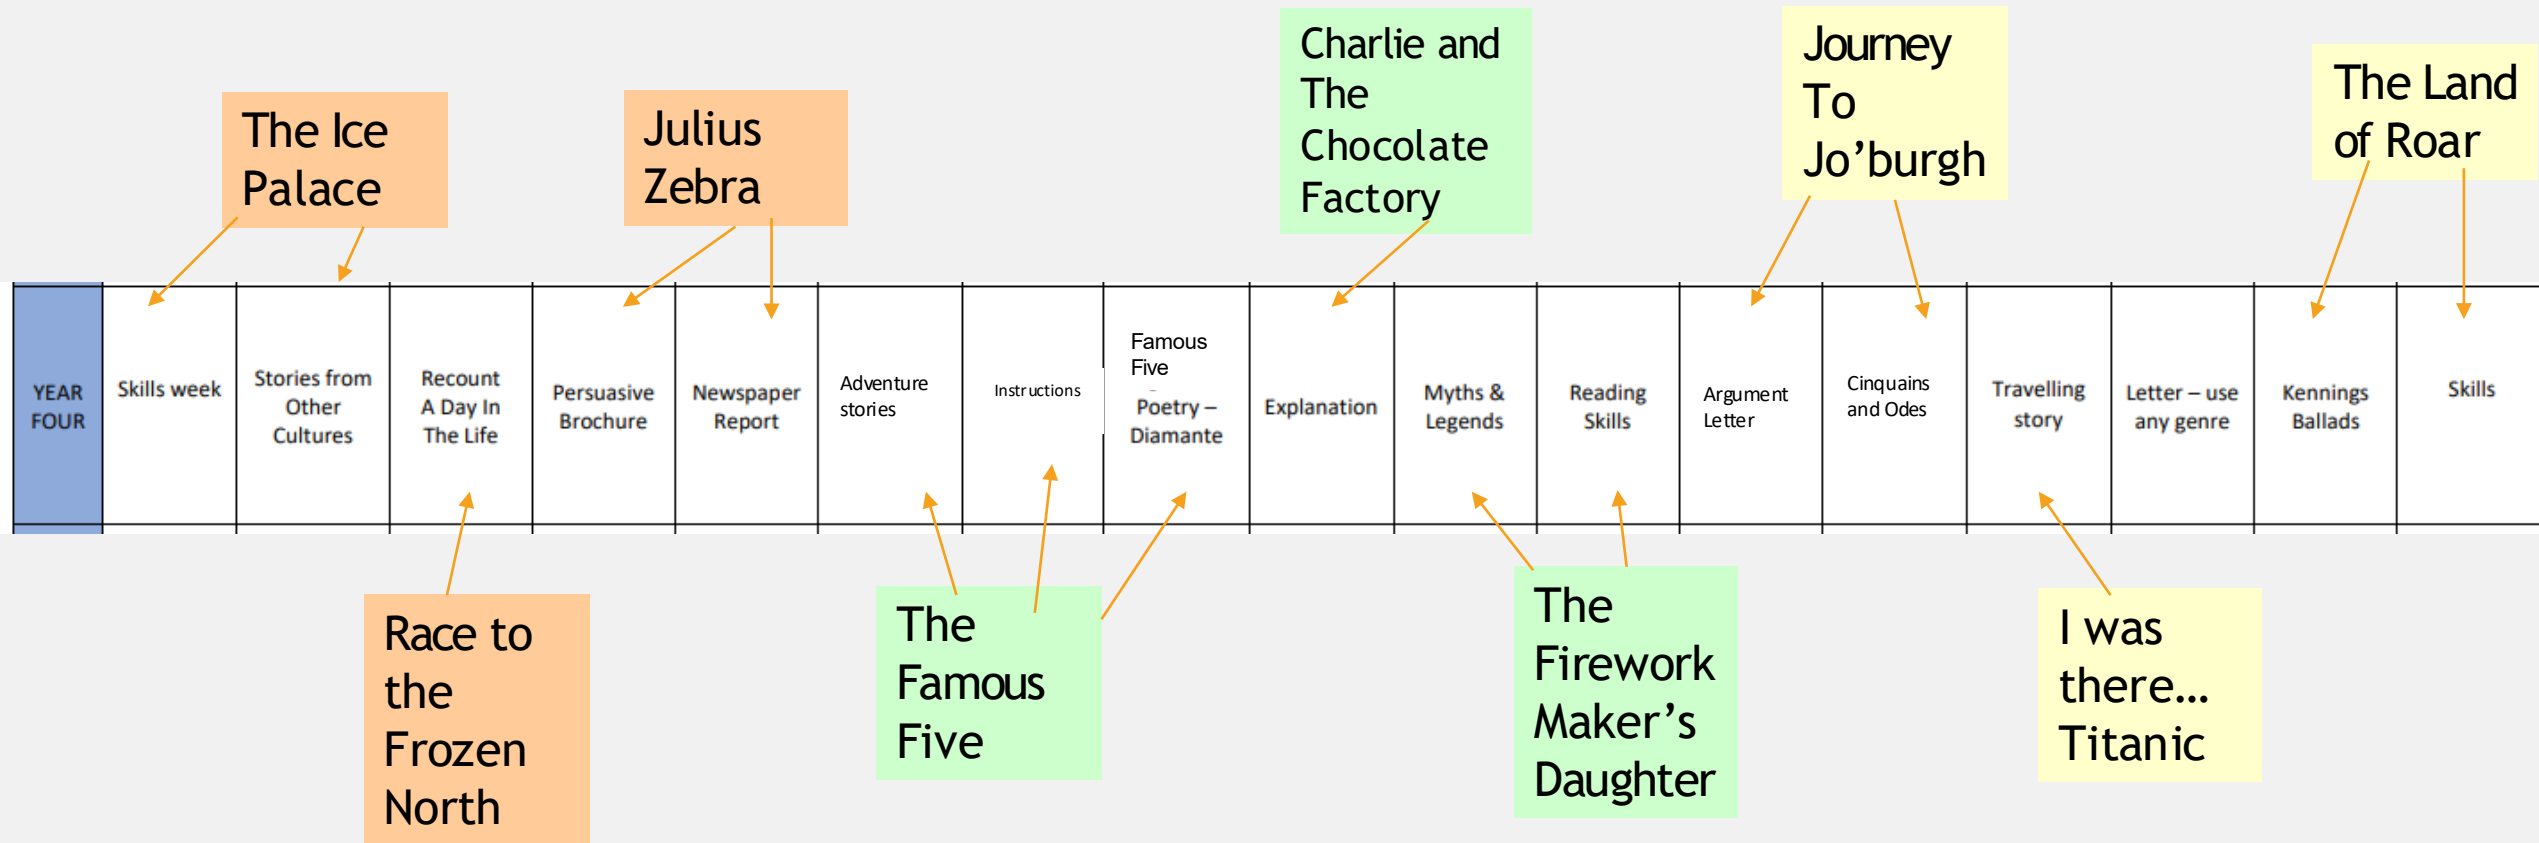 The Ice
Palace
Julius
Zebra
Charlie and
The
Chocolate
Factory
Journey
To
Jo’burgh
The Land
of Roar
YEAR
FOUR
Skills week
Stories from
Other
Cultures
Recount
A Day In
The Life
Persuasive
Brochure
Newspaper
Report
Adventure
stories
Instructions
Famous
Five
Poetry –
Diamante
Explanation
Myths &
Legends
Reading
Skills
Argument
Letter
Cinquains
and Odes
Travelling
story
Letter – use
any genre
Kennings
Ballads
Skills
Race to
the
Frozen
North
The
Famous
Five
The
Firework
Maker’s
Daughter
I was
there…
Titanic